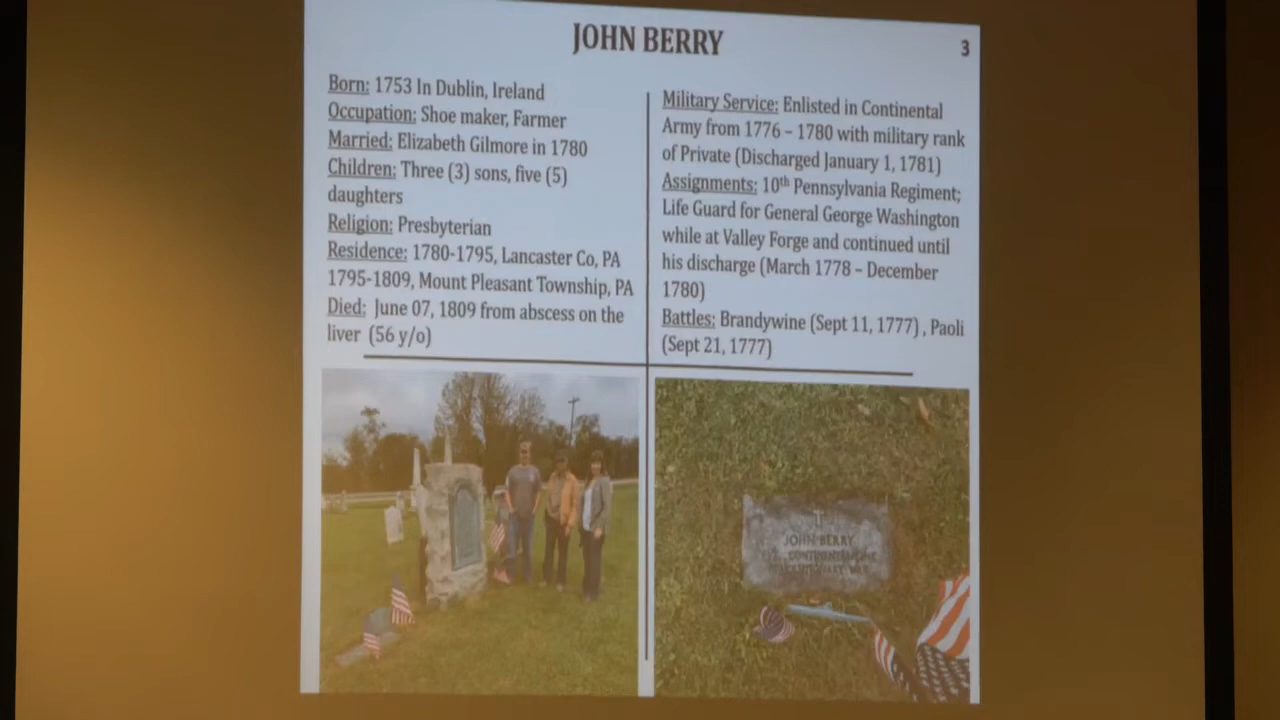 JOHN BERRY
3
Born: 1753 In Dublin, Ireland
Occupation: Shoe maker, Farmer
Married: Elizabeth Gilmore in 1780
Children: Three (3) sons, five (5)
daughters
Religion: Presbyterian
Residence: 1780-1795, Lancaster Co, PA
1795-1809, Mount Pleasant Township, PA
Died: June 07, 1809 from abscess on the
liver (56 y/o)
Military Service: Enlisted in Continental
Army from 1776 – 1780 with military rank
of Private (Discharged January 1, 1781)
Assignments: 10th Pennsylvania Regiment;
Life Guard for General George Washington
while at Valley Forge and continued until
his discharge (March 1778 – December
1780)
Battles: Brandywine (Sept 11, 1777) , Paoli
(Sept 21, 1777)
JOHN BERRY